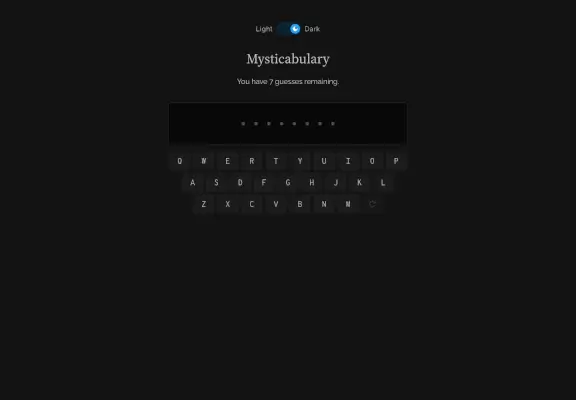 Light Dark
Mysticabulary
You have 7 guesses remaining.
* * * * * * * *
Q W E R T Y U I O P
A S D F G H J K L
Z X C V B N M